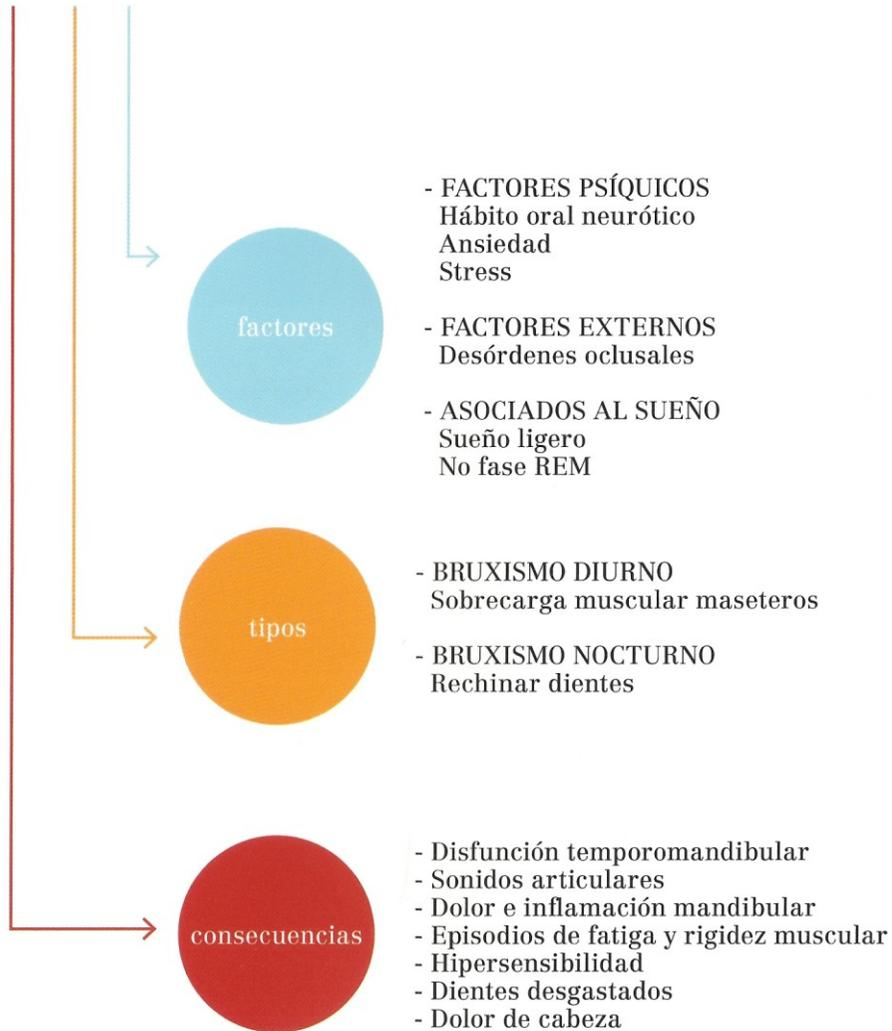 factores
- FACTORES PSÍQUICOS
Hábito oral neurótico
Ansiedad
Stress
- FACTORES EXTERNOS
Desórdenes oclusales
- ASOCIADOS AL SUEÑO
Sueño ligero
No fase REM
tipos
- BRUXISMO DIURNO
Sobrecarga muscular maseteros
- BRUXISMO NOCTURNO
Rechinar dientes
consecuencias
- Disfunción temporomandibular
- Sonidos articulares
- Dolor e inflamación mandibular
- Episodios de fatiga y rigidez muscular
- Hipersensibilidad
- Dientes desgastados
- Dolor de cabeza